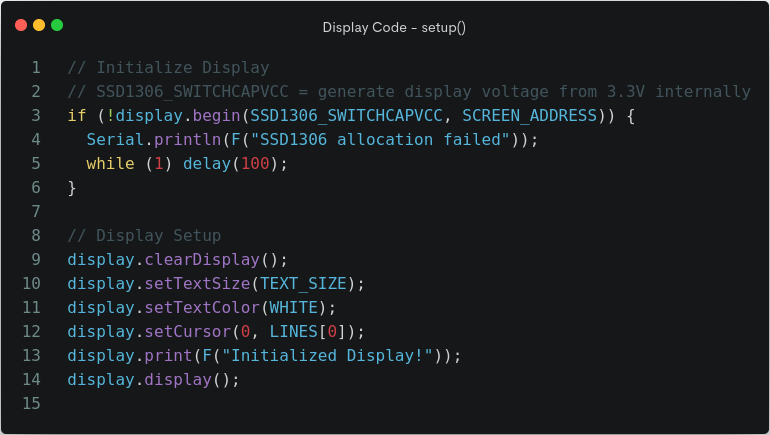 Display Code - setup()
1 // Initialize Display
2 // SSD1306_SWITCHCAPVCC = generate display voltage from 3.3V internally
3 if (!display.begin(SSD1306_SWITCHCAPVCC, SCREEN_ADDRESS)) {
4   Serial.println(F("SSD1306 allocation failed"));
5   while (1) delay(100);
6 }
7
8 // Display Setup
9 display.clearDisplay();
10 display.setTextSize(TEXT_SIZE);
11 display.setTextColor(WHITE);
12 display.setCursor(0, LINES[0]);
13 display.print(F("Initialized Display!"));
14 display.display();
15